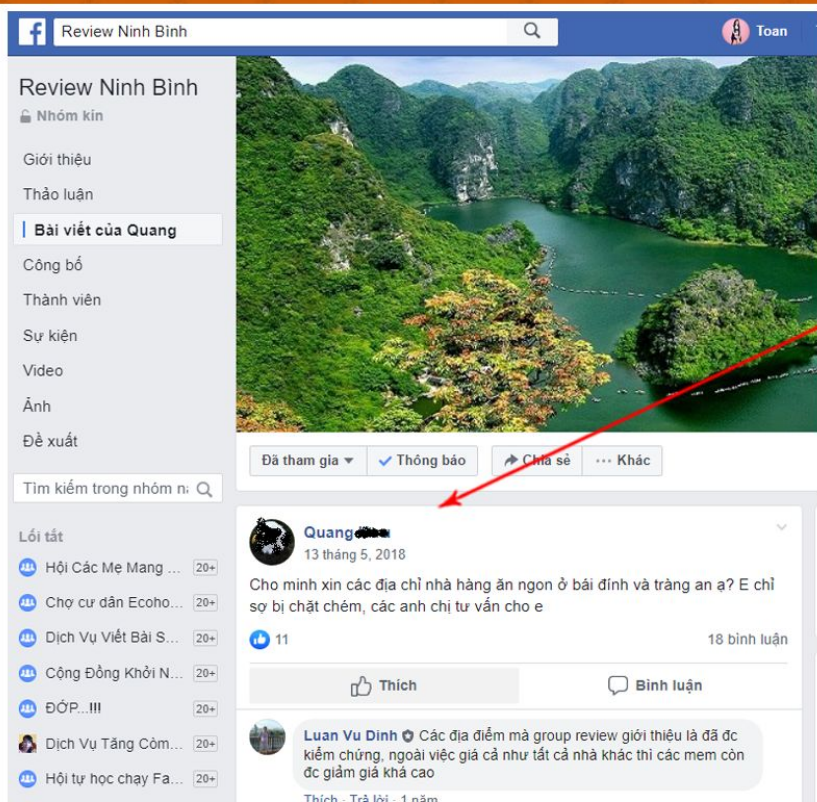 Review Ninh Bình
Toan
Review Ninh Bình
Nhóm kín
Giới thiệu
Thảo luận
Bài viết của Quang
Công bố
Thành viên
Sự kiện
Video
Ảnh
Đề xuất
Tìm kiếm trong nhóm n
Lối tắt
Hội Các Mẹ Mang ... 20+
Chợ cư dân Ecoho... 20+
Dịch Vụ Viết Bài S... 20+
Cộng Đồng Khởi N... 20+
ĐỚP...!!! 20+
Dịch Vụ Tăng Còm... 20+
Hội tự học chạy Fa... 20+
Đã tham gia
Thông báo
Chia sẻ
Khác
Quang
13 tháng 5, 2018
Cho minh xin các địa chỉ nhà hàng ăn ngon ở bái đính và tràng an ạ? E chỉ
sợ bị chặt chém, các anh chị tư vấn cho e
11
18 bình luận
Thích
Bình luận
Luan Vu Dinh Các địa điểm mà group review giới thiệu là đã đc
kiểm chứng, ngoài việc giá cả như tất cả nhà khác thì các mem còn
đc giảm giá khá cao
Thích · Trả lời · 1 năm